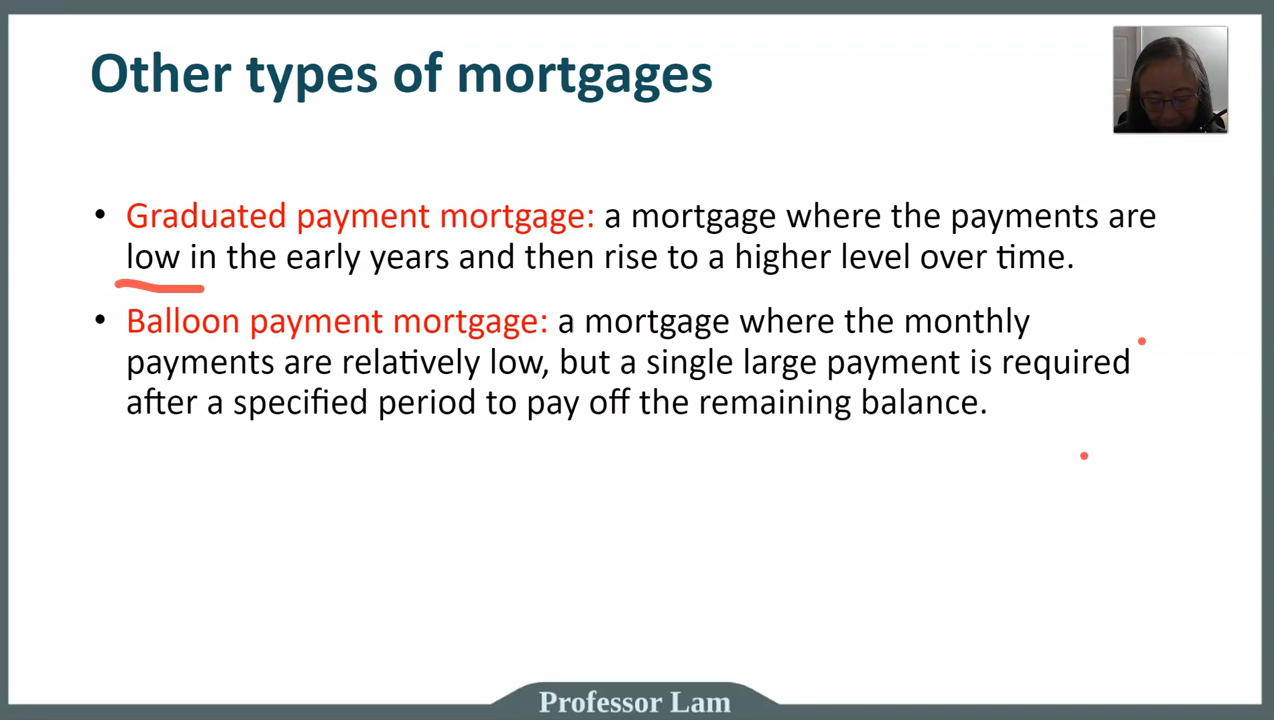 Other types of mortgages
• Graduated payment mortgage: a mortgage where the payments are
low in the early years and then rise to a higher level over time.
• Balloon payment mortgage: a mortgage where the monthly
payments are relatively low, but a single large payment is required
after a specified period to pay off the remaining balance.
Professor Lam